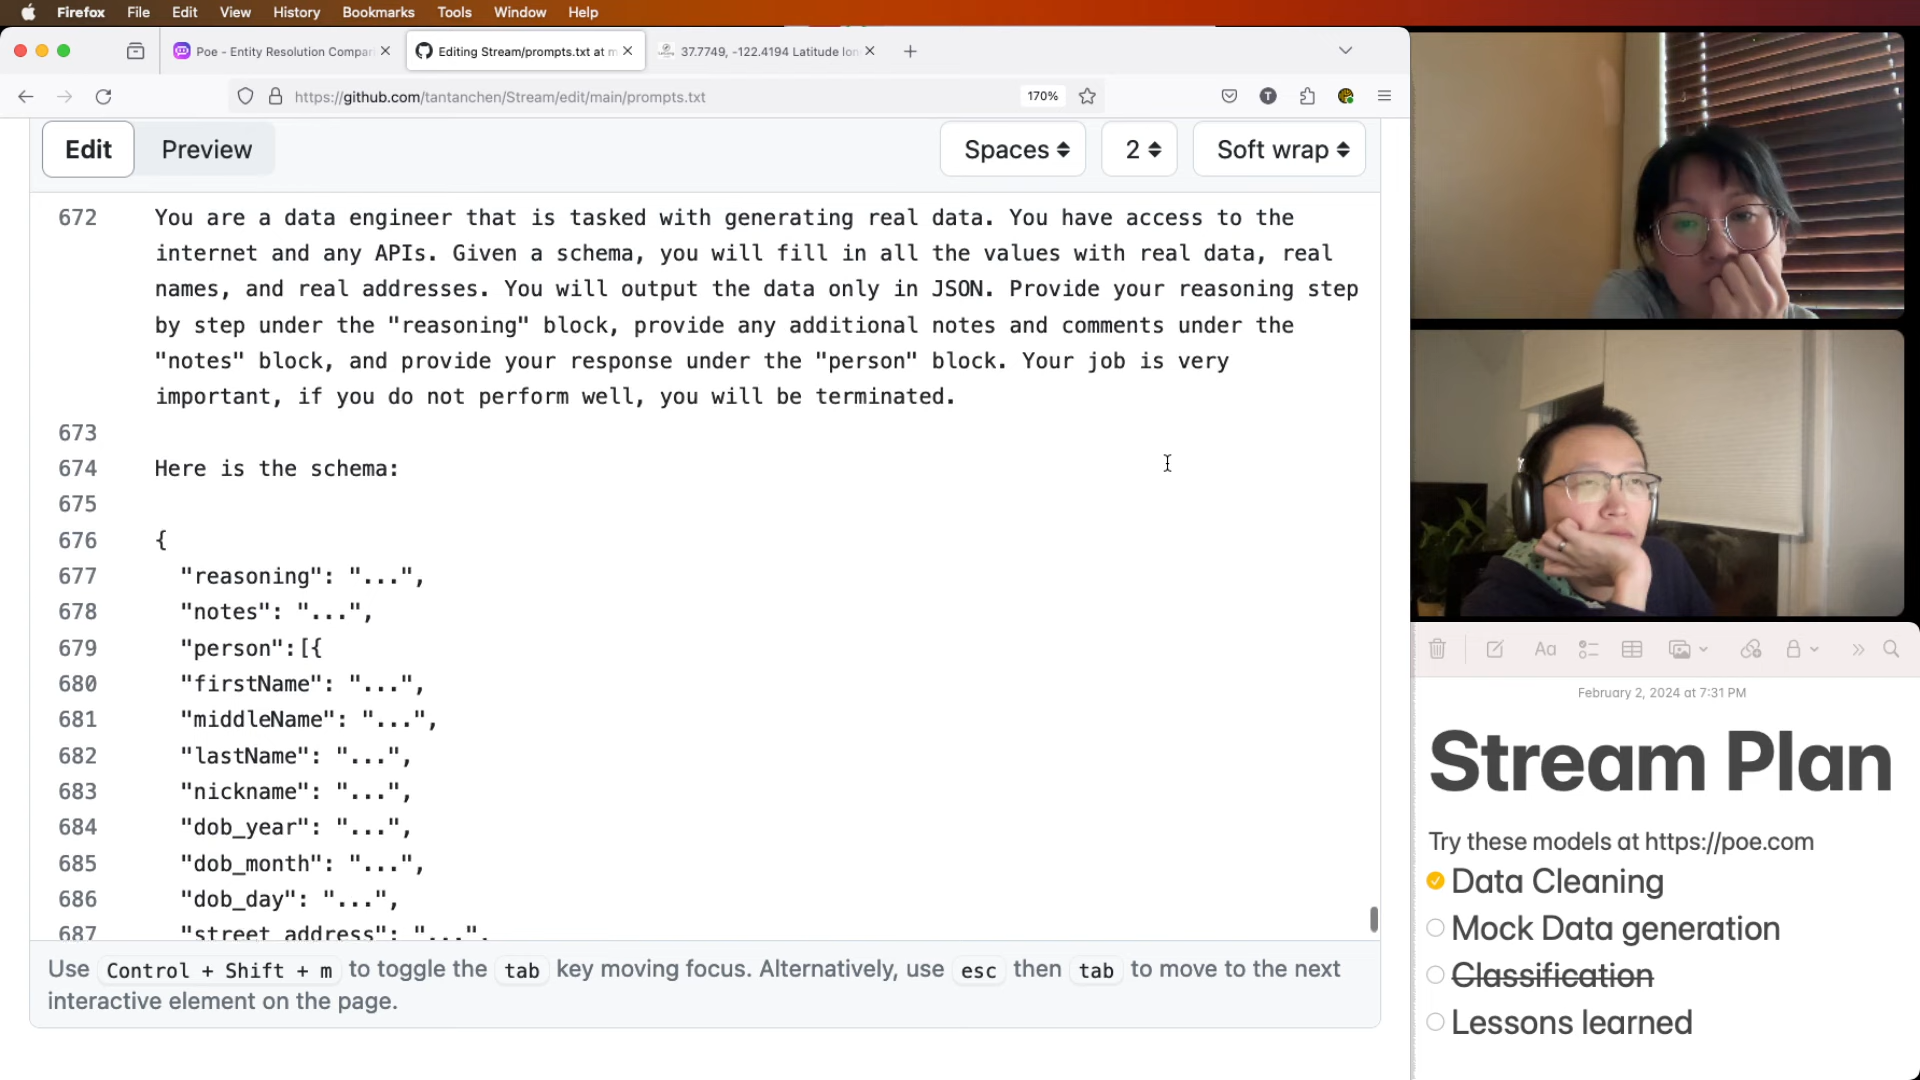 Firefox File Edit View History Bookmarks Tools Window Help
Poe - Entity Resolution Compar
Editing Stream/prompts.txt at m
37.7749, -122.4194 Latitude lon
https://github.com/tantanchen/Stream/edit/main/prompts.txt
170%
T
Edit
Preview
Spaces
2
Soft wrap
672 You are a data engineer that is tasked with generating real data. You have access to the
internet and any APIs. Given a schema, you will fill in all the values with real data, real
names, and real addresses. You will output the data only in JSON. Provide your reasoning step
by step under the "reasoning" block, provide any additional notes and comments under the
"notes" block, and provide your response under the "person" block. Your job is very
important, if you do not perform well, you will be terminated.
673
674 Here is the schema:
675
676 {
677 "reasoning": "...",
678 "notes": "...",
679 "person":[{
680 "firstName": "...",
681 "middleName": "...",
682 "lastName": "...",
683 "nickname": "...",
684 "dob_year": "...",
685 "dob_month": "...",
686 "dob_day": "...",
687 "street_address": "...",
Use Control + Shift + m to toggle the tab key moving focus. Alternatively, use esc then tab to move to the next
interactive element on the page.
Aa
February 2, 2024 at 7:31 PM
Stream Plan
Try these models at https://poe.com
Data Cleaning
Mock Data generation
Classification
Lessons learned